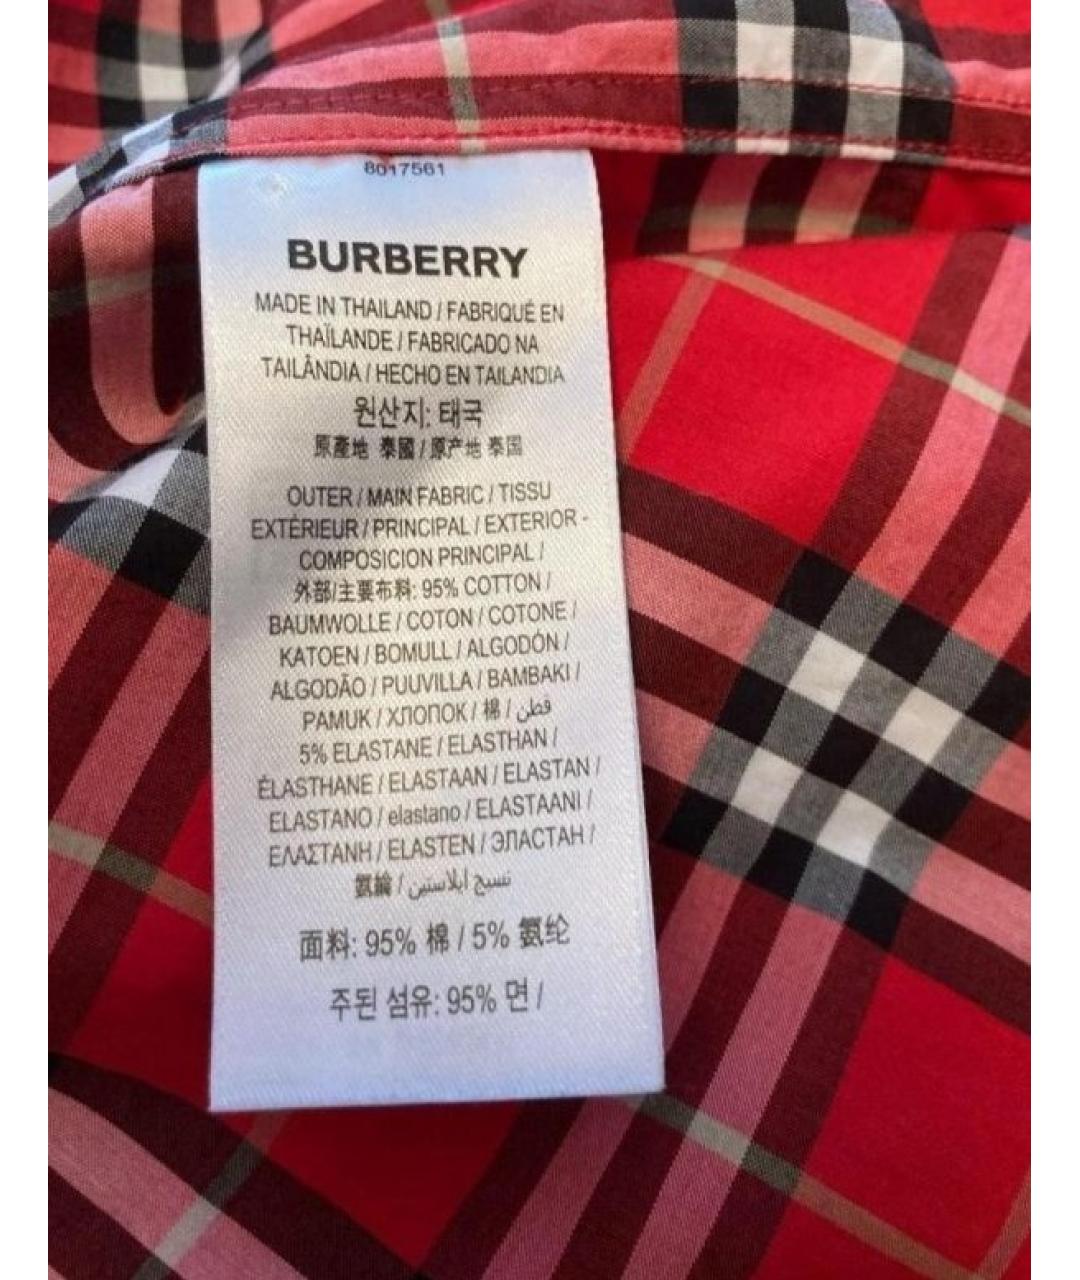 8017561
BURBERRY
MADE IN THAILAND / FABRIQUÉ EN
THAÏLANDE / FABRICADO NA
TAILÂNDIA / HECHO EN TAILANDIA
원산지: 태국
原產地 泰國 / 原产地 泰国
OUTER / MAIN FABRIC / TISSU
EXTÉRIEUR / PRINCIPAL / EXTERIOR -
COMPOSICION PRINCIPAL /
外部/主要布料: 95% COTTON /
BAUMWOLLE / COTON / COTONE /
KATOEN / BOMULL / ALGODÓN /
ALGODÃO / PUUVILLA / BAMBAKI /
PAMUK / ХЛОПОК / 棉 / قطن
5% ELASTANE / ELASTHAN /
ÉLASTHANE / ELASTAAN / ELASTAN /
ELASTANO / elastano / ELASTAANI /
ΕΛΑΣΤΑΝΗ / ELASTEN / ЭЛАСТАН /
氨綸 / نسيج ايلاستين
面料: 95% 棉 / 5% 氨纶
주된 섬유: 95% 면 /